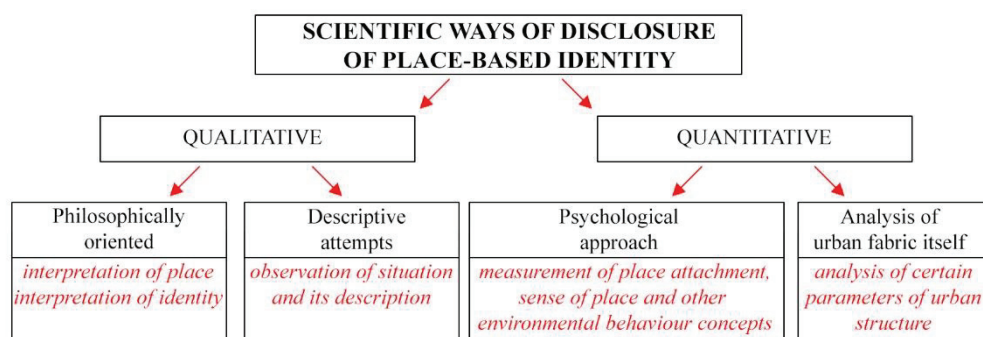 SCIENTIFIC WAYS OF DISCLOSURE
OF PLACE-BASED IDENTITY
QUALITATIVE
QUANTITATIVE
Philosophically
oriented
interpretation of place
interpretation of identity
Descriptive
attempts
observation of situation
and its description
Psychological
approach
measurement of place attachment,
sense of place and other
environmental behaviour concepts
Analysis of
urban fabric itself
analysis of certain
parameters of urban
structure